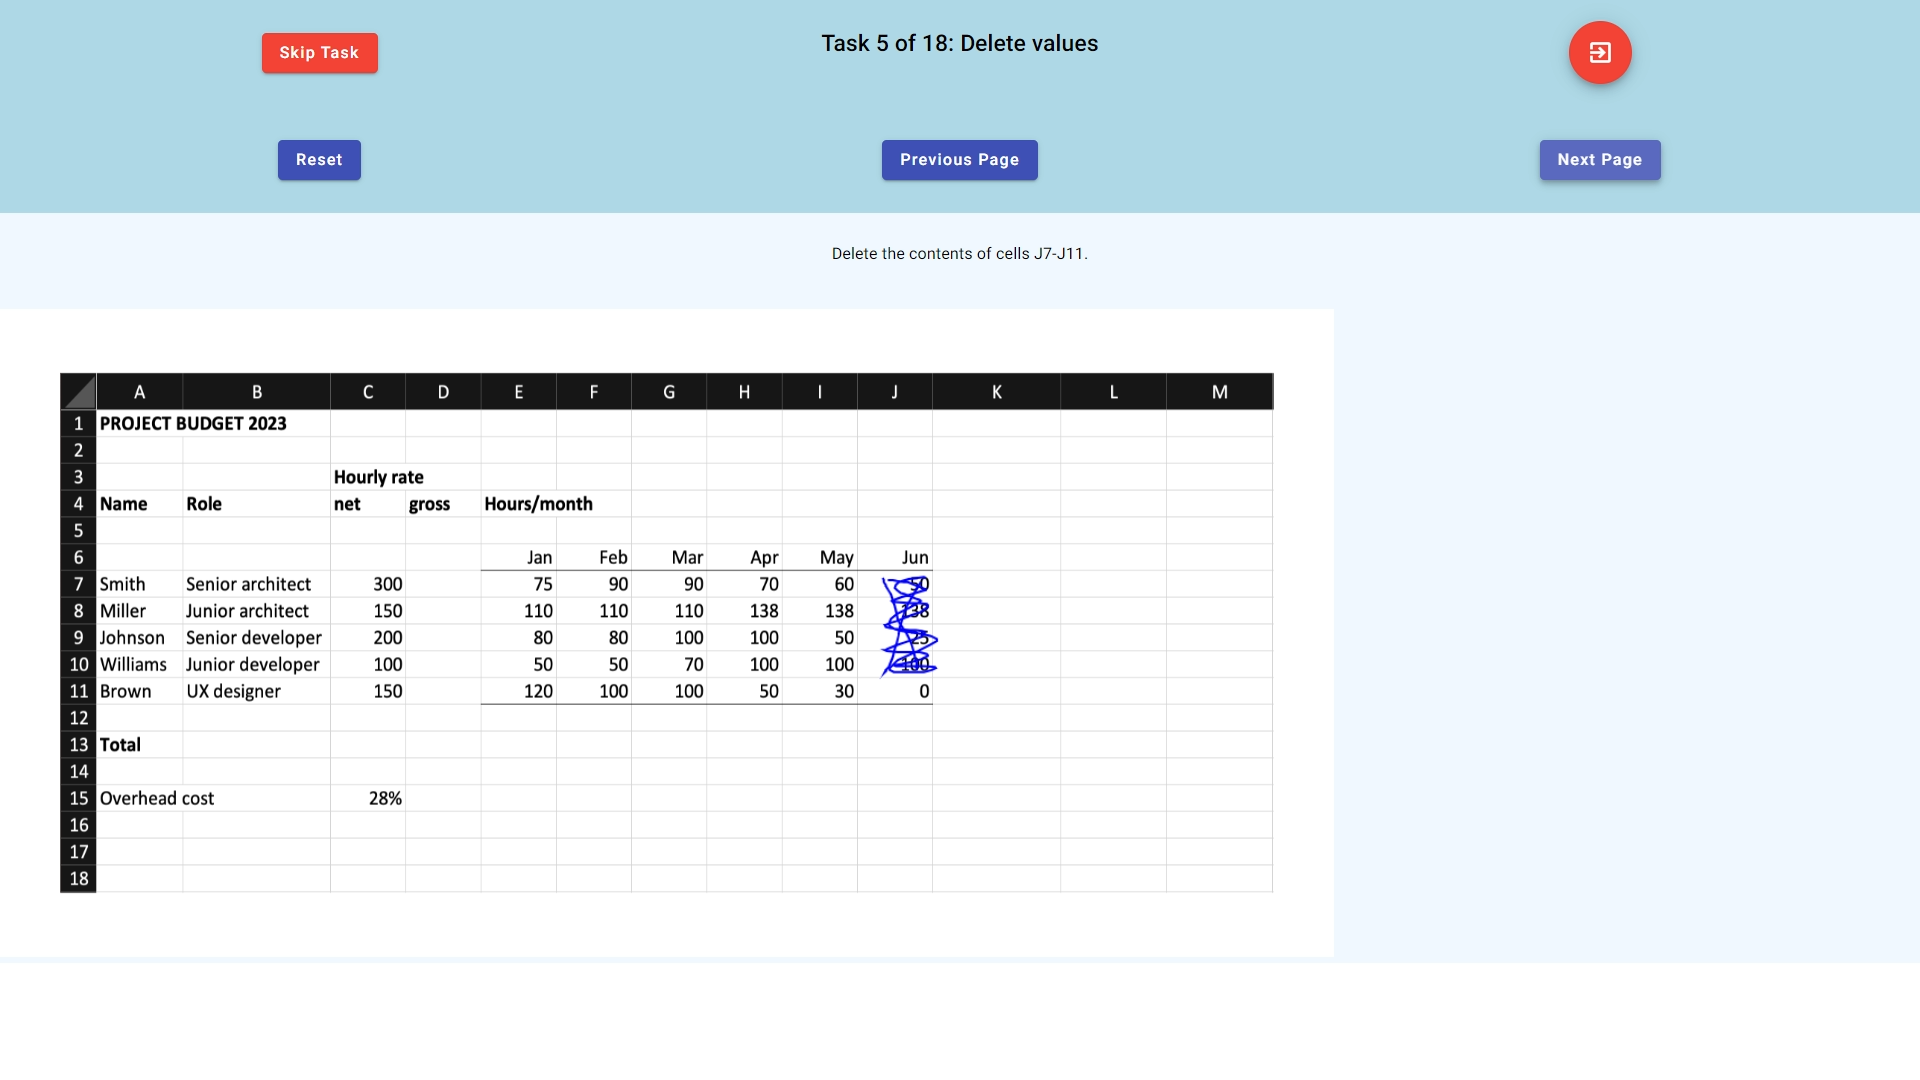 Skip Task
Task 5 of 18: Delete values
Reset
Previous Page
Next Page
Delete the contents of cells J7-J11.
A B C D E F G H I J K L M
1 PROJECT BUDGET 2023
2
3 Hourly rate
4 Name Role net gross Hours/month
5
6 Jan Feb Mar Apr May Jun
7 Smith Senior architect 300 75 90 90 70 60 50
8 Miller Junior architect 150 110 110 110 138 138 138
9 Johnson Senior developer 200 80 80 100 100 50 25
10 Williams Junior developer 100 50 50 70 100 100 100
11 Brown UX designer 150 120 100 100 50 30 0
12
13 Total
14
15 Overhead cost 28%
16
17
18